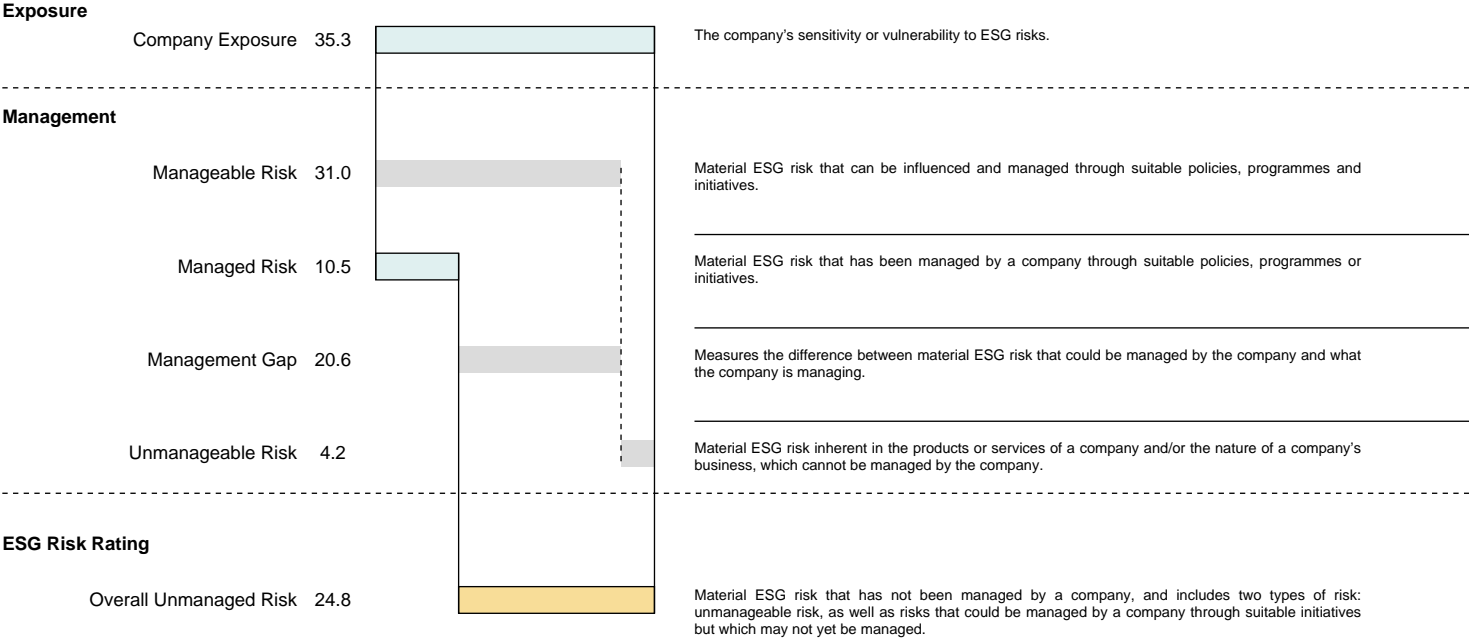 Exposure
Company Exposure 35.3
The company’s sensitivity or vulnerability to ESG risks.
Management
Manageable Risk 31.0
Material ESG risk that can be influenced and managed through suitable policies, programmes and
initiatives.
Managed Risk 10.5
Material ESG risk that has been managed by a company through suitable policies, programmes or
initiatives.
Management Gap 20.6
Measures the difference between material ESG risk that could be managed by the company and what
the company is managing.
Unmanageable Risk 4.2
Material ESG risk inherent in the products or services of a company and/or the nature of a company’s
business, which cannot be managed by the company.
ESG Risk Rating
Overall Unmanaged Risk 24.8
Material ESG risk that has not been managed by a company, and includes two types of risk:
unmanageable risk, as well as risks that could be managed by a company through suitable initiatives
but which may not yet be managed.